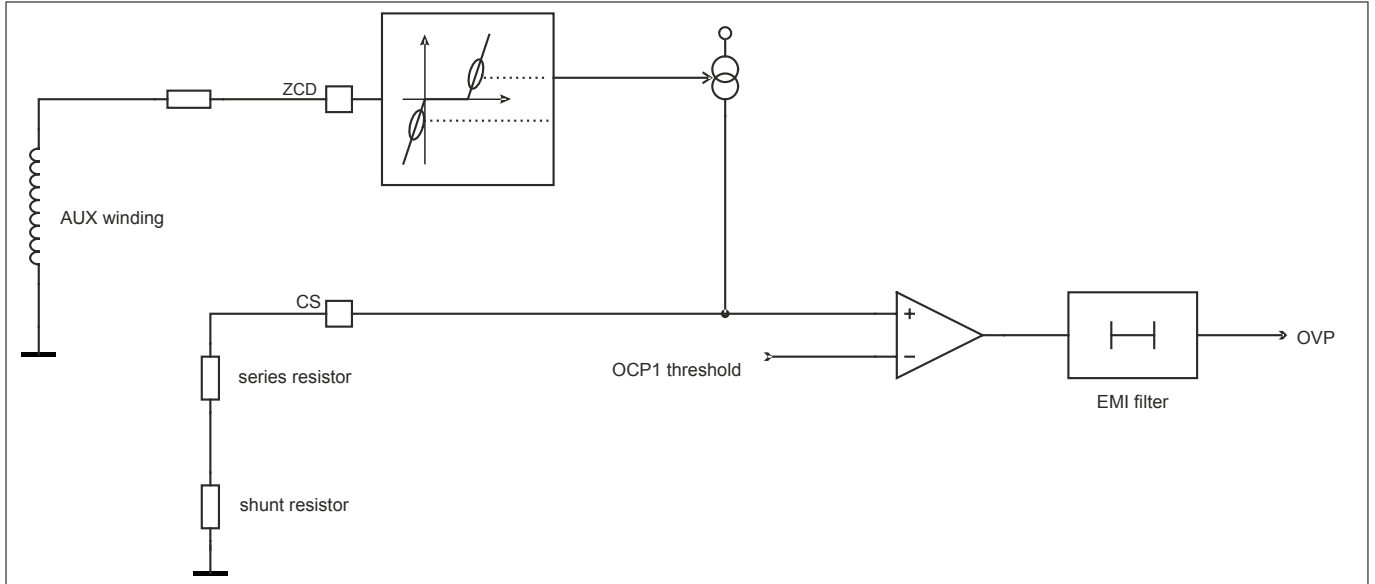 ZCD
AUX winding
CS
+
−
OCP1 threshold
OVP
series resistor
EMI filter
shunt resistor